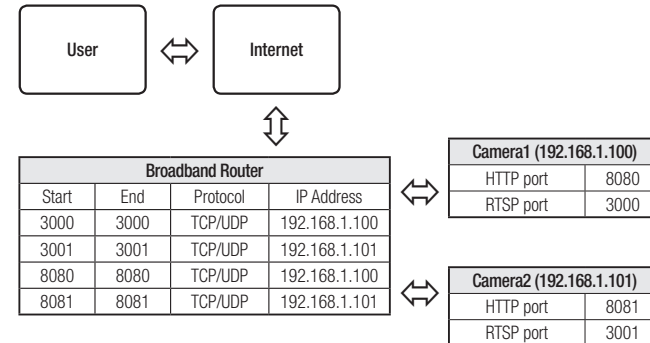 User
Internet
Broadband Router
Start End Protocol IP Address
3000 3000 TCP/UDP 192.168.1.100
3001 3001 TCP/UDP 192.168.1.101
8080 8080 TCP/UDP 192.168.1.100
8081 8081 TCP/UDP 192.168.1.101
Camera1 (192.168.1.100)
HTTP port 8080
RTSP port 3000
Camera2 (192.168.1.101)
HTTP port 8081
RTSP port 3001